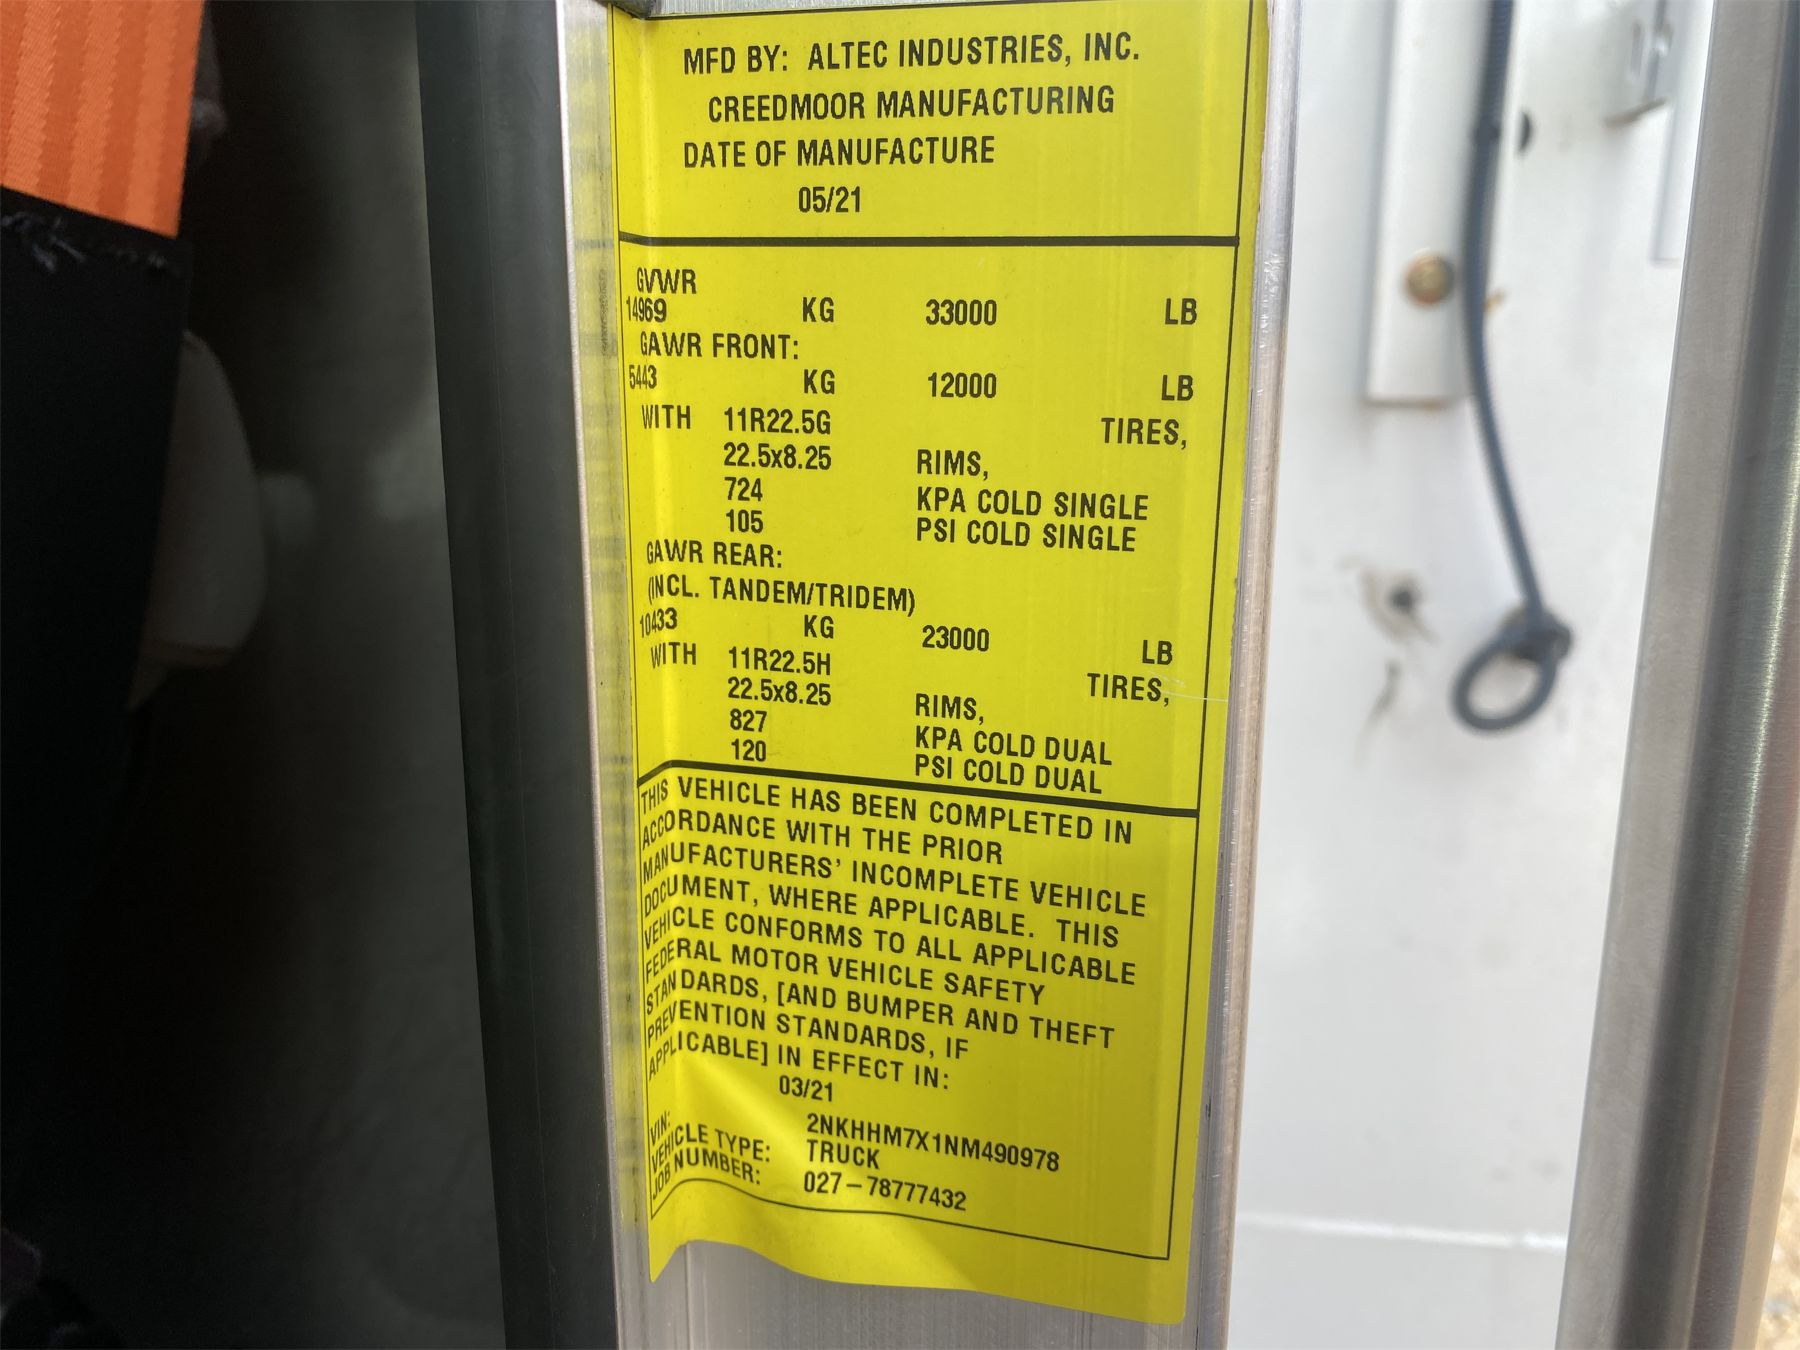 MFD BY: ALTEC INDUSTRIES, INC.
CREEDMOOR MANUFACTURING
DATE OF MANUFACTURE
05/21
GVWR
14969 KG 33000 LB
GAWR FRONT:
5443 KG 12000 LB
WITH 11R22.5G TIRES,
22.5x8.25 RIMS,
724 KPA COLD SINGLE
105 PSI COLD SINGLE
GAWR REAR:
(INCL. TANDEM/TRIDEM)
10433 KG 23000 LB
WITH 11R22.5H TIRES,
22.5x8.25 RIMS,
827 KPA COLD DUAL
120 PSI COLD DUAL
THIS VEHICLE HAS BEEN COMPLETED IN
ACCORDANCE WITH THE PRIOR
MANUFACTURERS' INCOMPLETE VEHICLE
DOCUMENT, WHERE APPLICABLE. THIS
VEHICLE CONFORMS TO ALL APPLICABLE
FEDERAL MOTOR VEHICLE SAFETY
STANDARDS, [AND BUMPER AND THEFT
PREVENTION STANDARDS, IF
APPLICABLE] IN EFFECT IN:
03/21
VIN: 2NKHHM7X1NM490978
VEHICLE TYPE: TRUCK
JOB NUMBER: 027-78777432